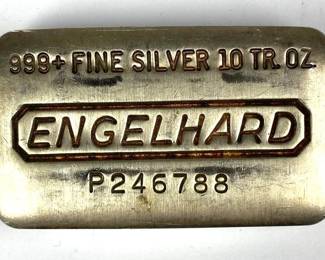 999+ FINE SILVER 10 TR. OZ
ENGELHARD
P246788